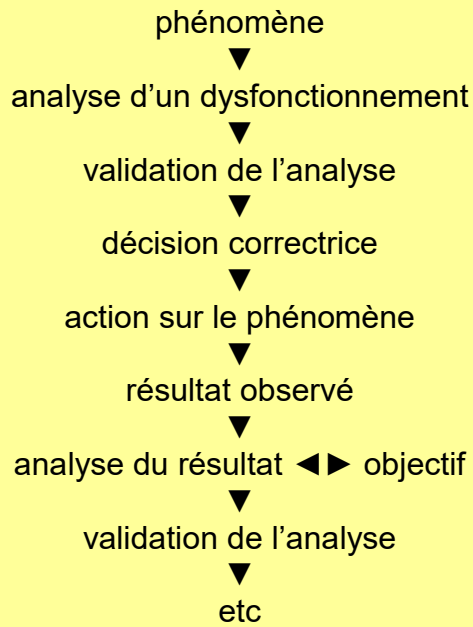 phénomène
▼
analyse d’un dysfonctionnement
▼
validation de l’analyse
▼
décision correctrice
▼
action sur le phénomène
▼
résultat observé
▼
analyse du résultat ◄► objectif
▼
validation de l’analyse
▼
etc